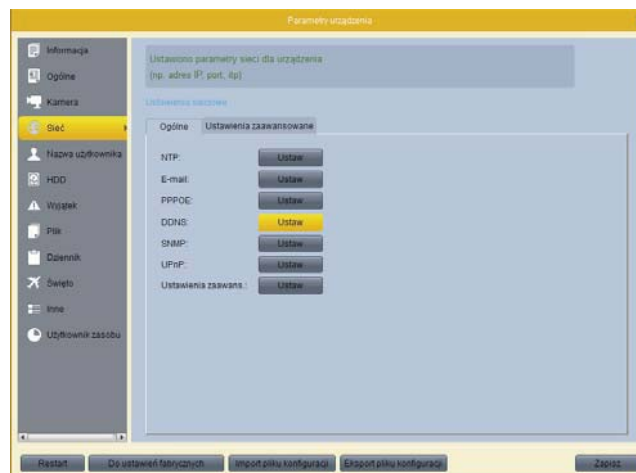 Parametry urządzenia
Informacja
Ogólne
Kamera
Sieć
Nazwa użytkownika
HDD
Wyjątek
Plik
Dziennik
Święto
Inne
Użytkownik zasobu
Ustawiono parametry sieci dla urządzenia
(np. adres IP, port, itp)
Ustawienia sieciowe
Ogólne Ustawienia zaawansowane
NTP: Ustaw
E-mail: Ustaw
PPPOE: Ustaw
DDNS: Ustaw
SNMP: Ustaw
UPnP: Ustaw
Ustawienia zaawans.: Ustaw
Restart Do ustawień fabrycznych Import pliku konfiguracji Eksport pliku konfiguracji Zapisz